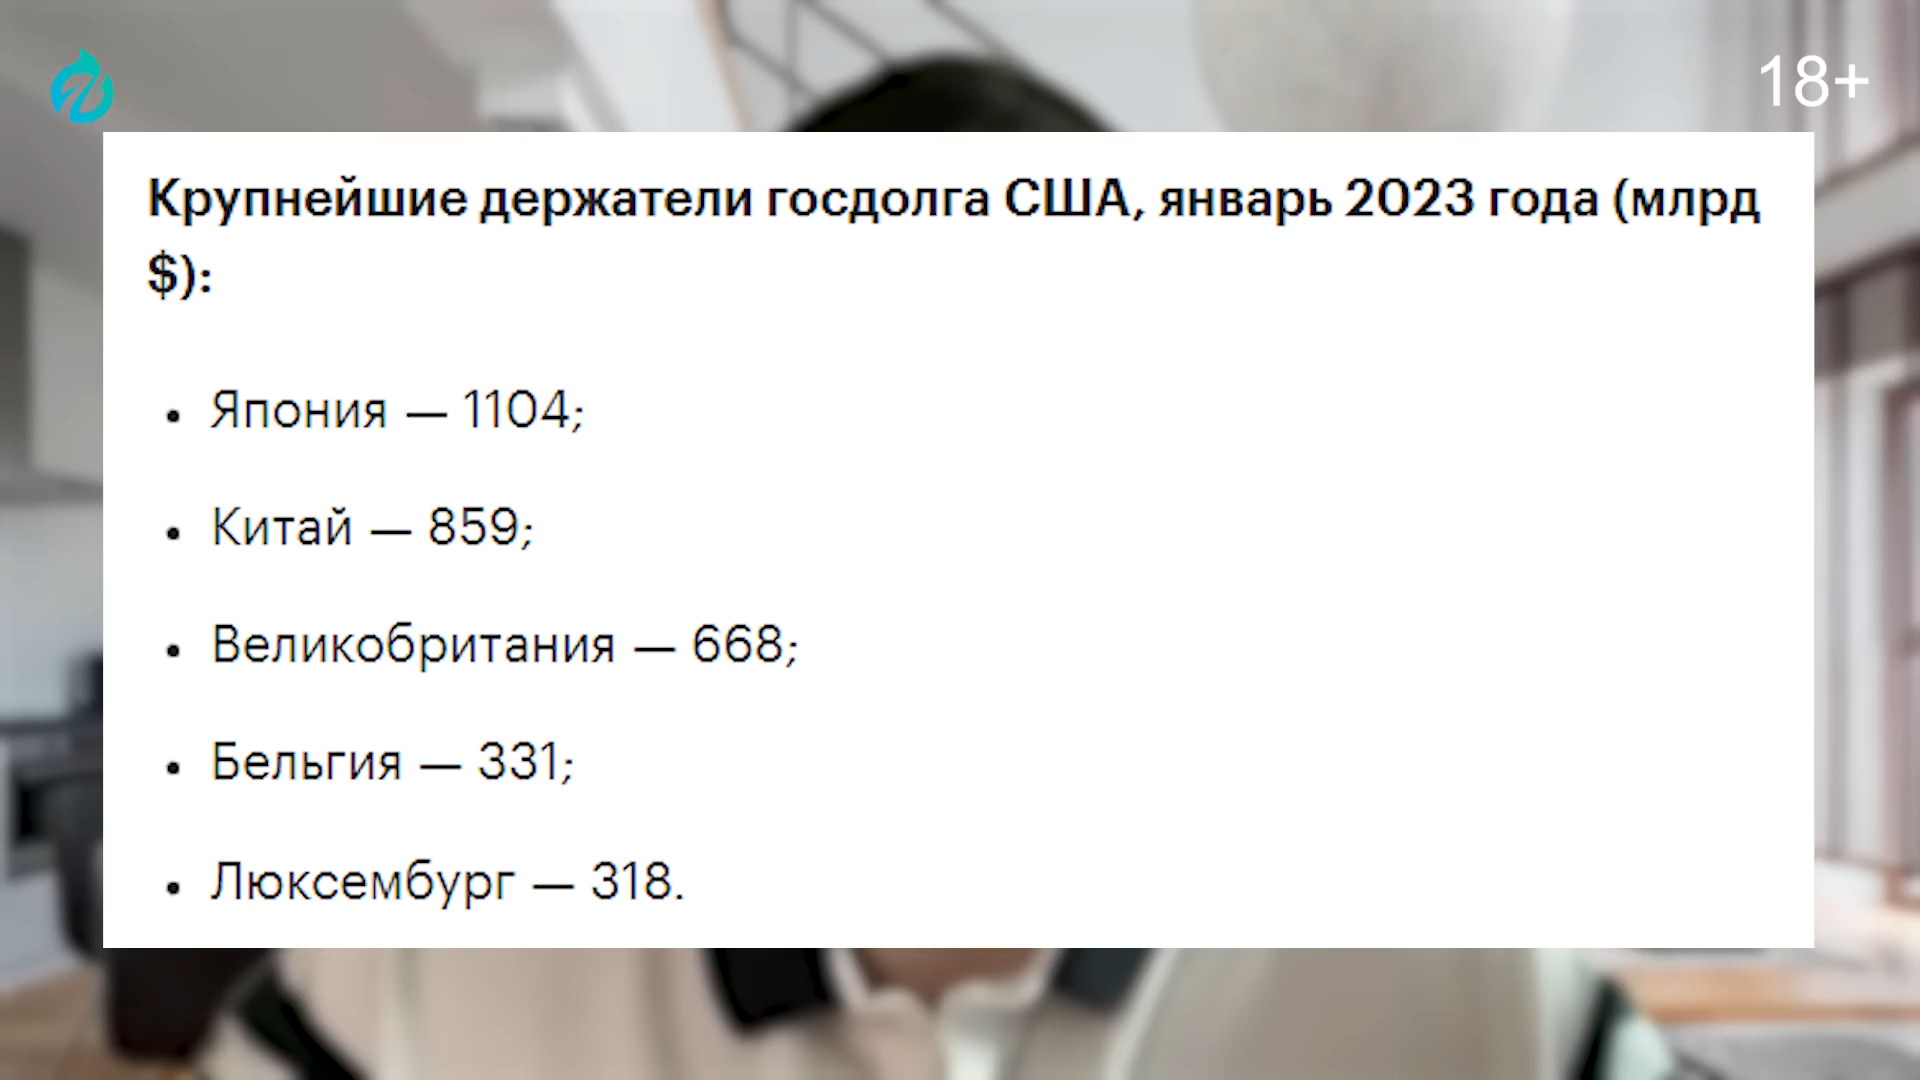 18+
Крупнейшие держатели госдолга США, январь 2023 года (млрд
$):
• Япония — 1104;
• Китай — 859;
• Великобритания — 668;
• Бельгия — 331;
• Люксембург — 318.